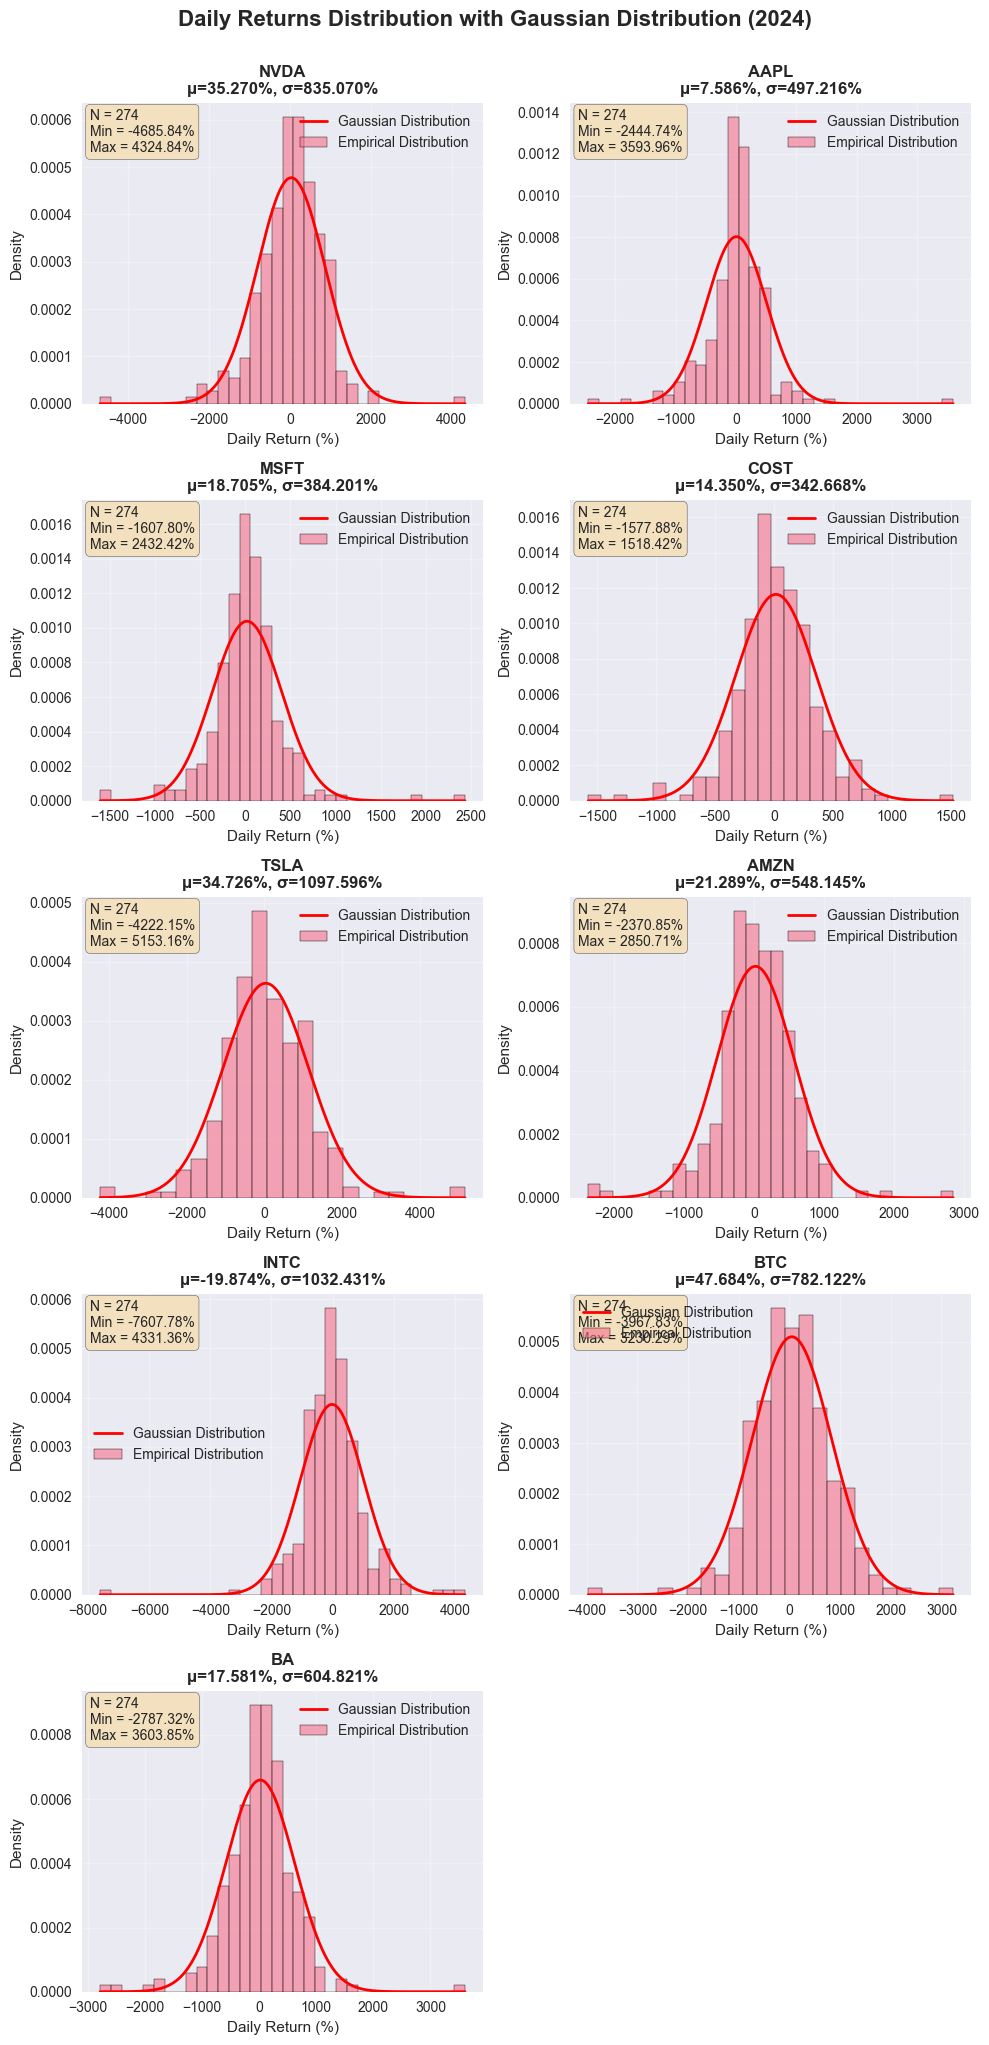 Daily Returns Distribution with Gaussian Distribution (2024)
NVDA
μ=35.270%, σ=835.070%
N = 274
Min = -4685.84%
Max = 4324.84%
Gaussian Distribution
Empirical Distribution
0.0006
0.0005
0.0004
0.0003
0.0002
0.0001
0.0000
Density
−4000 −2000 0 2000 4000
Daily Return (%)
AAPL
μ=7.586%, σ=497.216%
N = 274
Min = -2444.74%
Max = 3593.96%
Gaussian Distribution
Empirical Distribution
0.0014
0.0012
0.0010
0.0008
0.0006
0.0004
0.0002
0.0000
Density
−2000 −1000 0 1000 2000 3000
Daily Return (%)
MSFT
μ=18.705%, σ=384.201%
N = 274
Min = -1607.80%
Max = 2432.42%
Gaussian Distribution
Empirical Distribution
0.0016
0.0014
0.0012
0.0010
0.0008
0.0006
0.0004
0.0002
0.0000
Density
−1500 −1000 −500 0 500 1000 1500 2000 2500
Daily Return (%)
COST
μ=14.350%, σ=342.668%
N = 274
Min = -1577.88%
Max = 1518.42%
Gaussian Distribution
Empirical Distribution
0.0016
0.0014
0.0012
0.0010
0.0008
0.0006
0.0004
0.0002
0.0000
Density
−1500 −1000 −500 0 500 1000 1500
Daily Return (%)
TSLA
μ=34.726%, σ=1097.596%
N = 274
Min = -4222.15%
Max = 5153.16%
Gaussian Distribution
Empirical Distribution
0.0005
0.0004
0.0003
0.0002
0.0001
0.0000
Density
−4000 −2000 0 2000 4000
Daily Return (%)
AMZN
μ=21.289%, σ=548.145%
N = 274
Min = -2370.85%
Max = 2850.71%
Gaussian Distribution
Empirical Distribution
0.0008
0.0006
0.0004
0.0002
0.0000
Density
−2000 −1000 0 1000 2000 3000
Daily Return (%)
INTC
μ=-19.874%, σ=1032.431%
N = 274
Min = -7607.78%
Max = 4331.36%
Gaussian Distribution
Empirical Distribution
0.0006
0.0005
0.0004
0.0003
0.0002
0.0001
0.0000
Density
−8000 −6000 −4000 −2000 0 2000 4000
Daily Return (%)
BTC
μ=47.684%, σ=782.122%
N = 274
Min = -3967.83%
Max = 3230.29%
Gaussian Distribution
Empirical Distribution
0.0005
0.0004
0.0003
0.0002
0.0001
0.0000
Density
−4000 −3000 −2000 −1000 0 1000 2000 3000
Daily Return (%)
BA
μ=17.581%, σ=604.821%
N = 274
Min = -2787.32%
Max = 3603.85%
Gaussian Distribution
Empirical Distribution
0.0008
0.0006
0.0004
0.0002
0.0000
Density
−3000 −2000 −1000 0 1000 2000 3000
Daily Return (%)